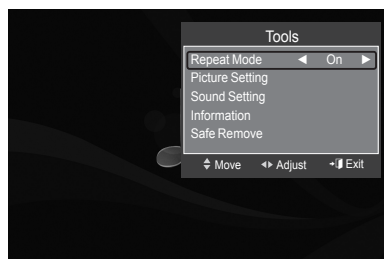 Tools
Repeat Mode ◀ On ▶
Picture Setting
Sound Setting
Information
Safe Remove
Move Adjust Exit